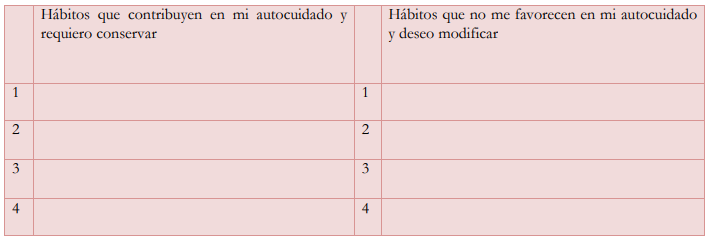 Hábitos que contribuyen en mi autocuidado y
requiero conservar
Hábitos que no me favorecen en mi autocuidado
y deseo modificar
1
1
2
2
3
3
4
4